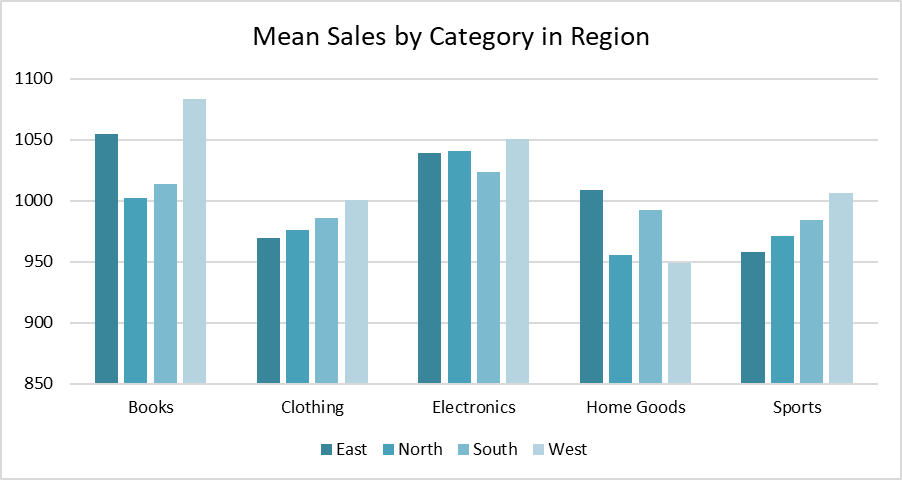 Mean Sales by Category in Region
1100
1050
1000
950
900
850
Books Clothing Electronics Home Goods Sports
East North South West